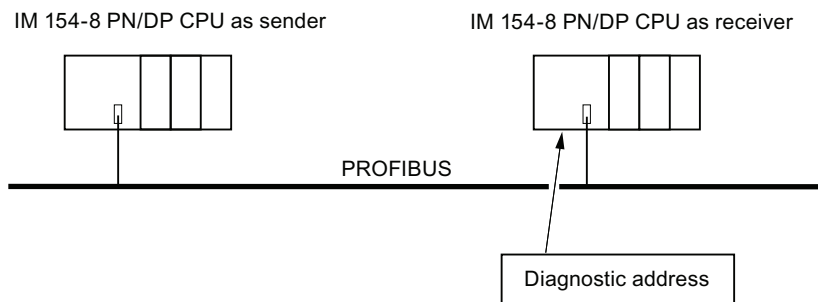 IM 154-8 PN/DP CPU as sender
IM 154-8 PN/DP CPU as receiver
PROFIBUS
Diagnostic address